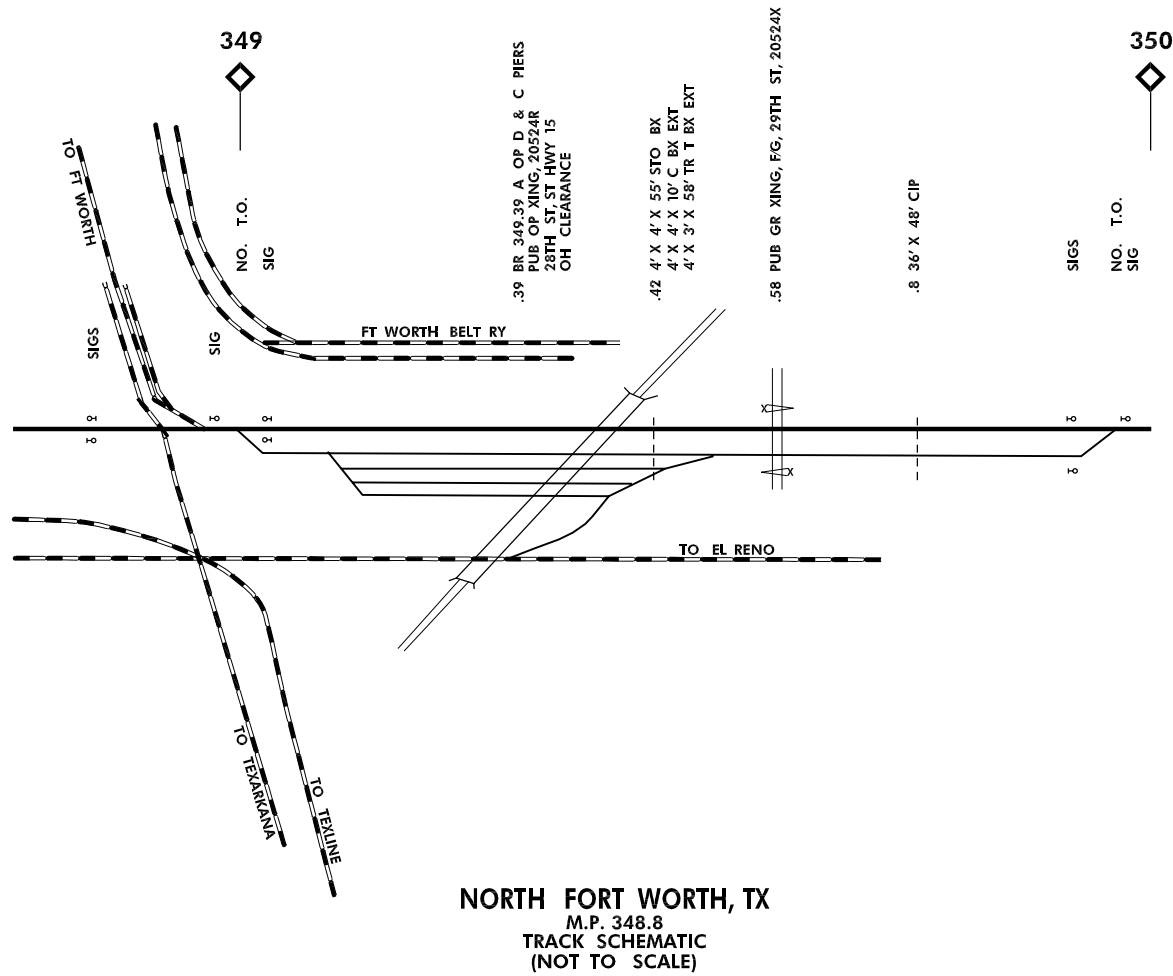 349
350
TO FT WORTH
NO. T.O.
SIG
.39 BR 349.39 A OP D & C PIERS
PUB OP XING, 20524R
28TH ST, ST HWY 15
OH CLEARANCE
.42 4' X 4' X 55' STO BX
4' X 4' X 10' C BX EXT
4' X 3' X 58' TR T BX EXT
.58 PUB GR XING, F/G, 29TH ST, 20524X
.8 36' X 48' CIP
SIGS
NO. T.O.
SIG
SIGS
SIG
FT WORTH BELT RY
X
X
TO EL RENO
TO TEXARKANA
TO TEXLINE
NORTH FORT WORTH, TX
M.P. 348.8
TRACK SCHEMATIC
(NOT TO SCALE)